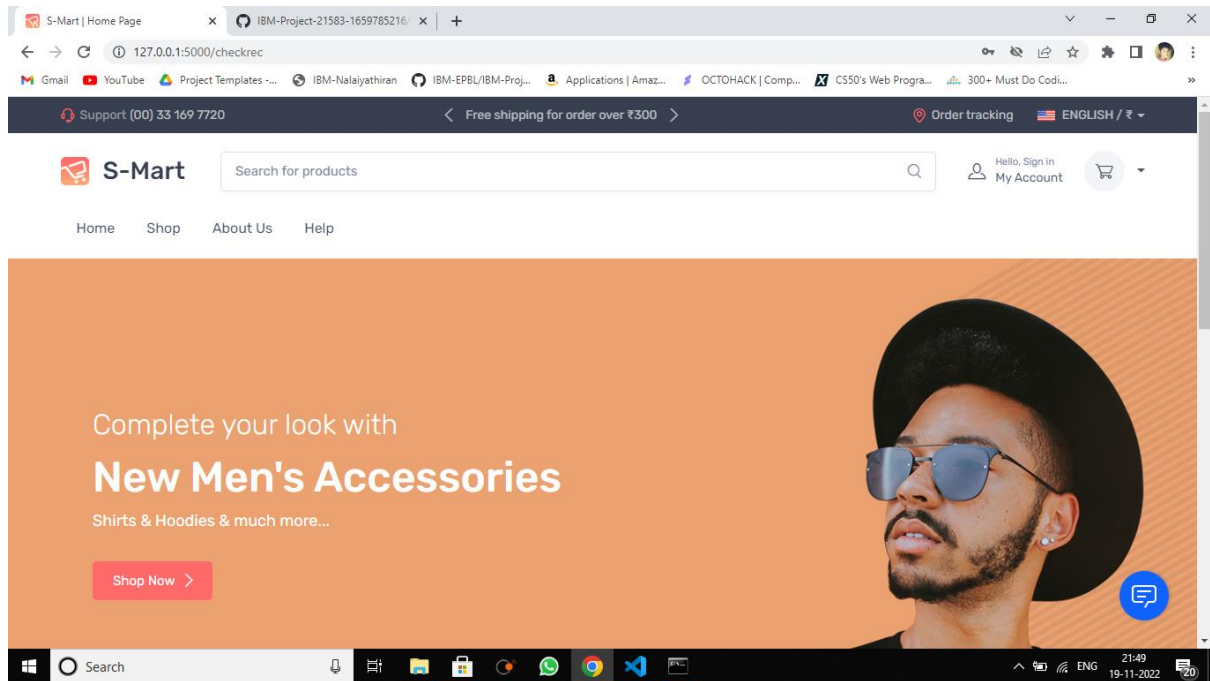 S-Mart | Home Page
IBM-Project-21583-1659785216/
127.0.0.1:5000/checkrec
Gmail YouTube Project Templates -... IBM-Nalaiyathiran IBM-EPBL/IBM-Proj... Applications | Amaz... OCTOHACK | Comp... CS50's Web Progra... 300+ Must Do Codi... »
Support (00) 33 169 7720
Free shipping for order over ₹300
Order tracking
ENGLISH / ₹
S-Mart
Search for products
Hello, Sign in
My Account
Home Shop About Us Help
Complete your look with
New Men's Accessories
Shirts & Hoodies & much more...
Shop Now
Search
ENG
21:49
19-11-2022
20